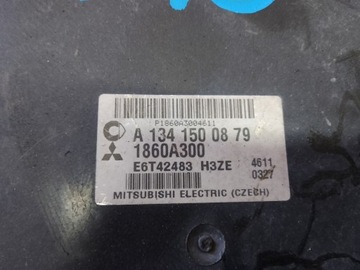 P1860A3004611
A 134 150 08 79
1860A300
E6T42483 H3ZE
4611
0327
MITSUBISHI ELECTRIC (CZECH)